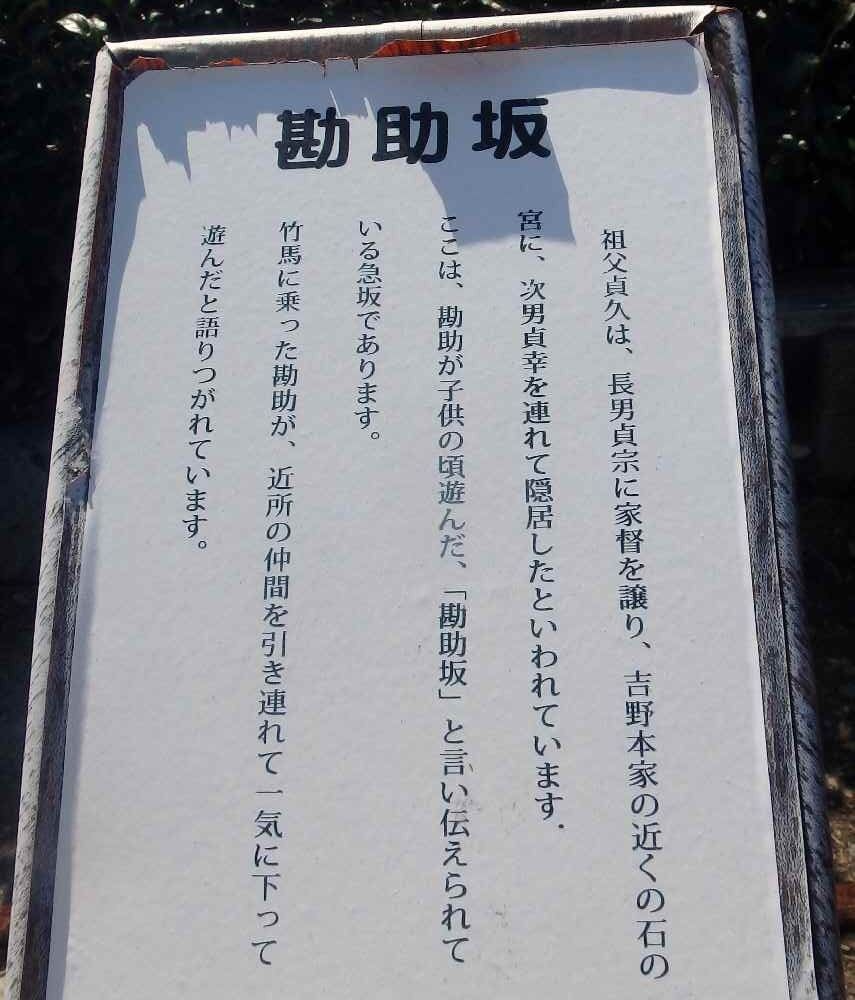 勘助坂
祖父貞久は、長男貞宗に家督を譲り、吉野本家の近くの石の
宮に、次男貞幸を連れて隠居したといわれています.
ここは、勘助が子供の頃遊んだ、「勘助坂」と言い伝えられて
いる急坂であります。
竹馬に乗った勘助が、近所の仲間を引き連れて一気に下って
遊んだと語りつがれています。